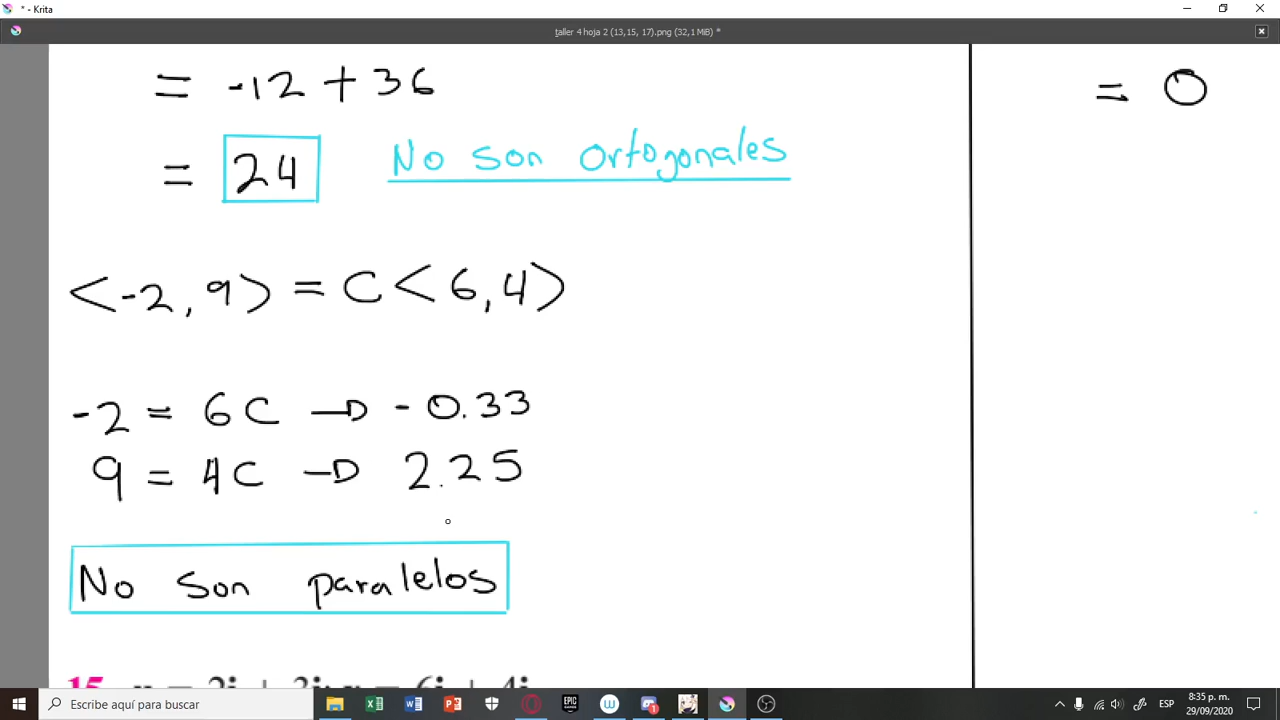 * - Krita
taller 4 hoja 2 (13,15, 17).png (32,1 MiB) *
= -12 + 36
= 24 No son ortogonales
= 0
<-2, 9> = C<6, 4>
-2 = 6C → -0.33
9 = 4C → 2.25
No son paralelos
Escribe aquí para buscar
ESP
8:35 p. m.
29/09/2020